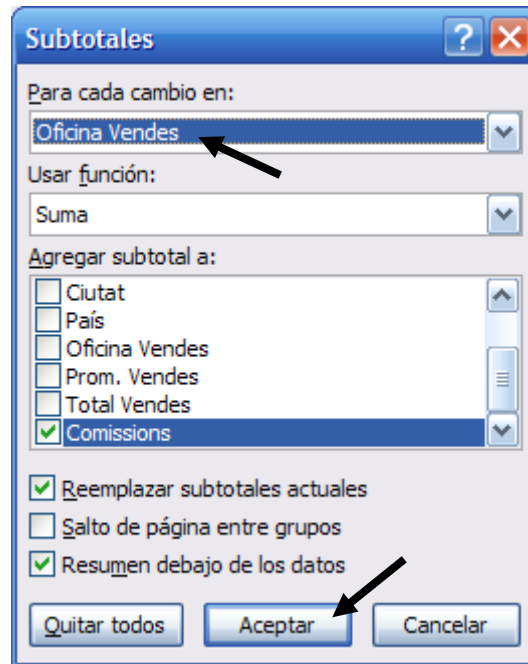 Subtotales
Para cada cambio en:
Oficina Vendes
Usar función:
Suma
Agregar subtotal a:
Ciutat
País
Oficina Vendes
Prom. Vendes
Total Vendes
Comissions
Reemplazar subtotales actuales
Salto de página entre grupos
Resumen debajo de los datos
Quitar todos Aceptar Cancelar